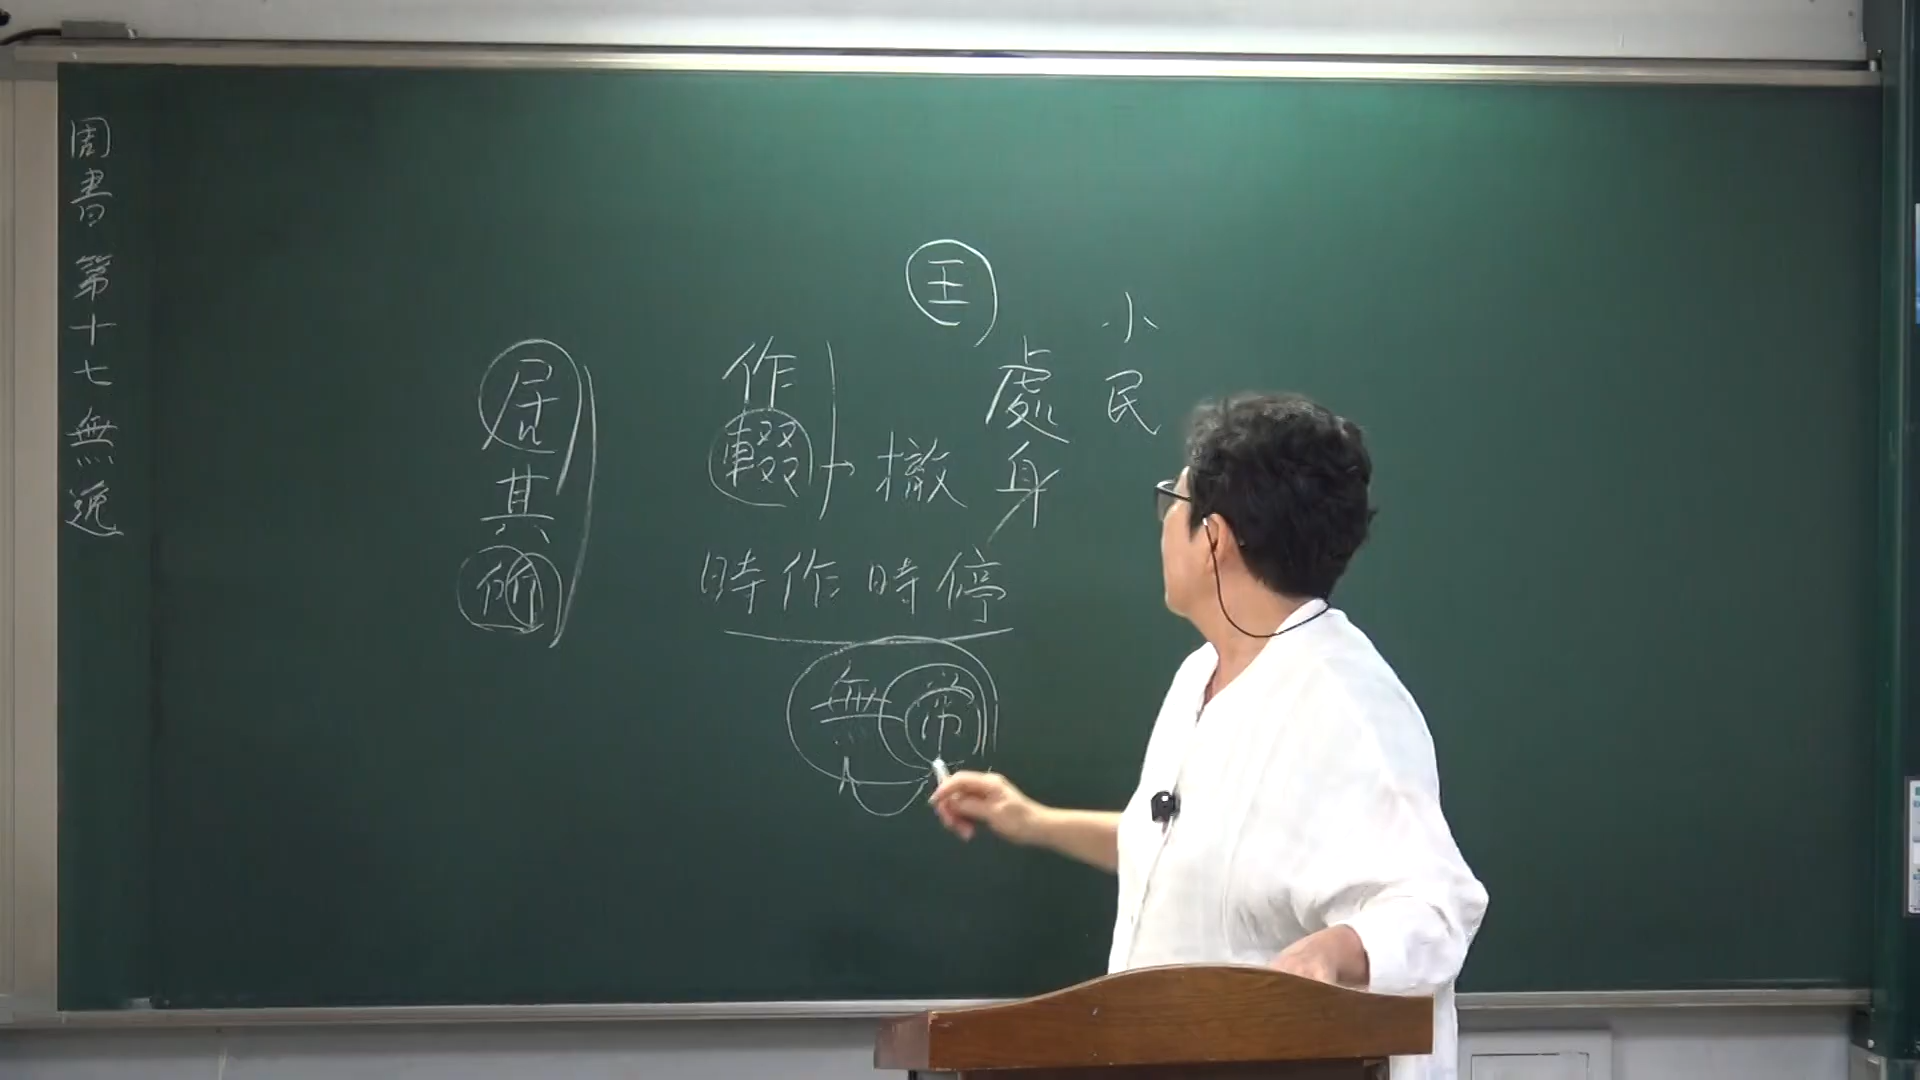 周書第十七無逸
王
小民
處身
作輟→撤
時作時停
無常
居其所